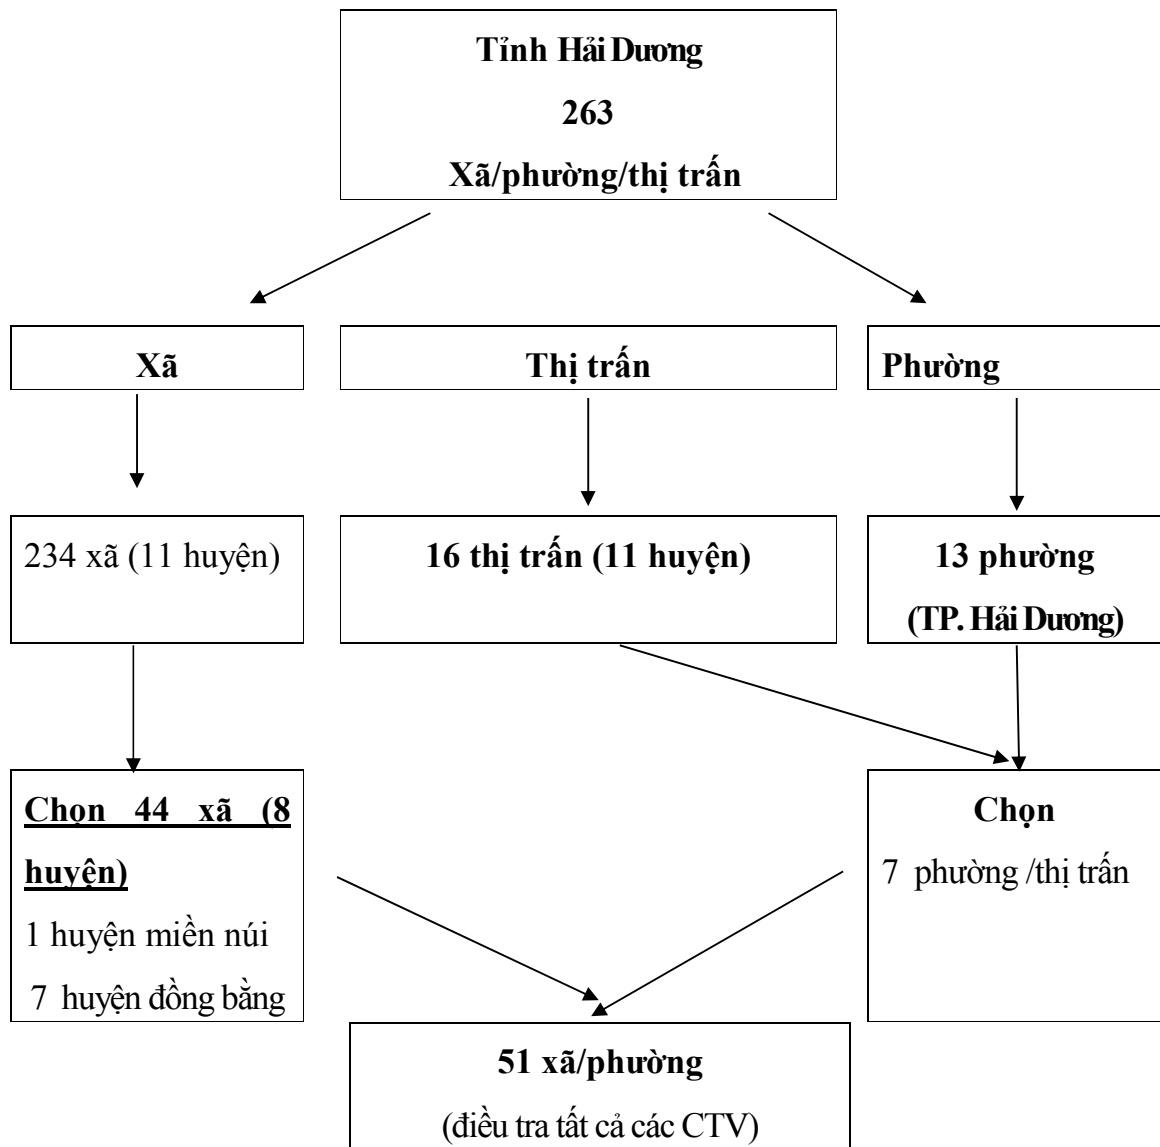 Tỉnh Hải Dương
263
Xã/phường/thị trấn
Xã
Thị trấn
Phường
234 xã (11 huyện)
16 thị trấn (11 huyện)
13 phường
(TP. Hải Dương)
Chọn 44 xã (8
huyện)
1 huyện miền núi
7 huyện đồng bằng
Chọn
7 phường /thị trấn
51 xã/phường
(điều tra tất cả các CTV)